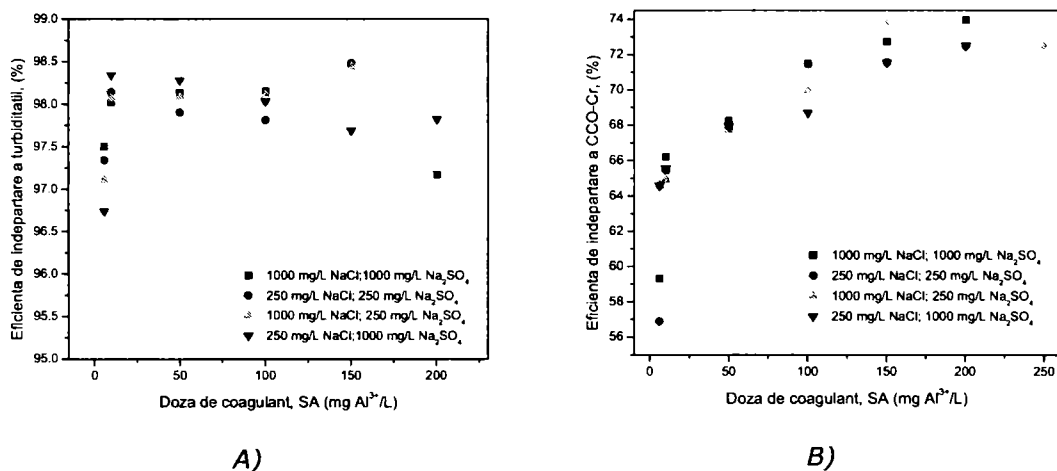 99.0
98.5
98.0
97.5
97.0
96.5
96.0
95.5
95.0
Eficienta de indepartare a turbiditatii, (%)
1000 mg/L NaCl;1000 mg/L Na₂SO₄
250 mg/L NaCl; 250 mg/L Na₂SO₄
1000 mg/L NaCl; 250 mg/L Na₂SO₄
250 mg/L NaCl;1000 mg/L Na₂SO₄
0 50 100 150 200
Doza de coagulant, SA (mg Al³⁺/L)
A)
74
72
70
68
66
64
62
60
58
56
Eficienta de indepartare a CCO-Cr, (%)
1000 mg/L NaCl; 1000 mg/L Na₂SO₄
250 mg/L NaCl; 250 mg/L Na₂SO₄
1000 mg/L NaCl; 250 mg/L Na₂SO₄
250 mg/L NaCl; 1000 mg/L Na₂SO₄
0 50 100 150 200 250
Doza de coagulant, SA (mg Al³⁺/L)
B)